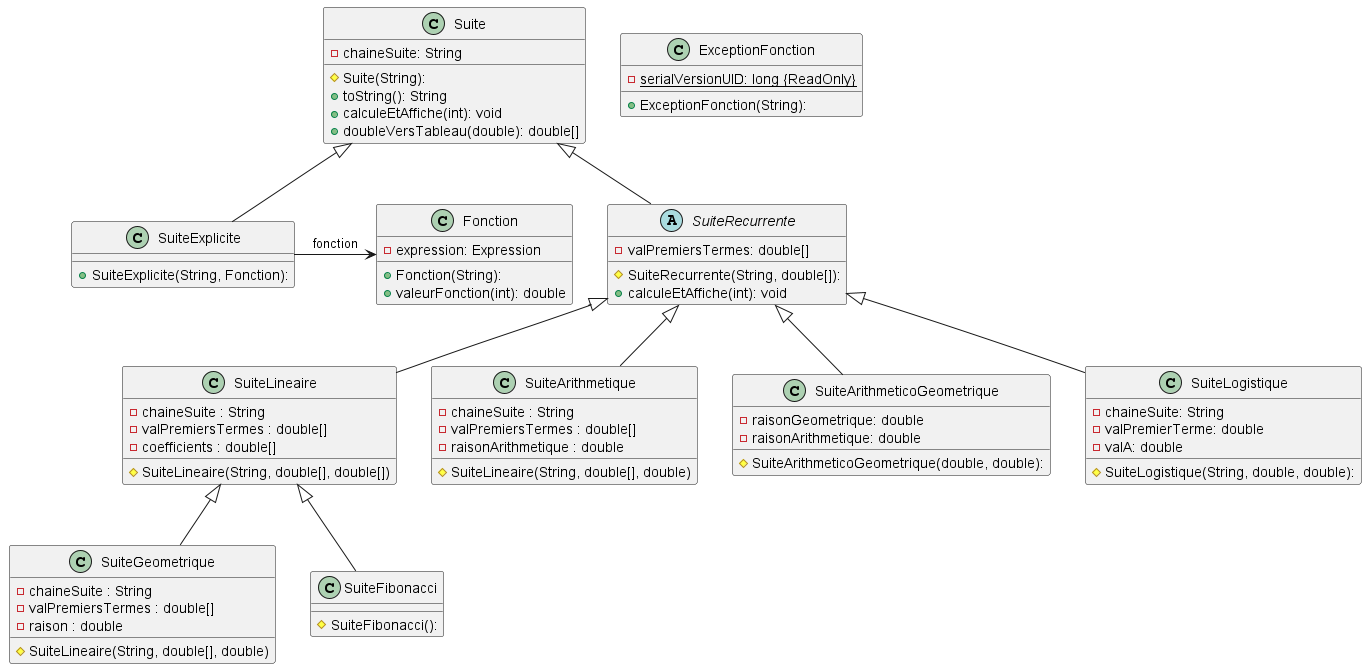 C Suite
chaineSuite: String
Suite(String):
toString(): String
calculeEtAffiche(int): void
doubleVersTableau(double): double[]
C ExceptionFonction
serialVersionUID: long {ReadOnly}
ExceptionFonction(String):
C SuiteExplicite
SuiteExplicite(String, Fonction):
fonction
C Fonction
expression: Expression
Fonction(String):
valeurFonction(int): double
A SuiteRecurrente
valPremiersTermes: double[]
SuiteRecurrente(String, double[]):
calculeEtAffiche(int): void
C SuiteLineaire
chaineSuite : String
valPremiersTermes : double[]
coefficients : double[]
SuiteLineaire(String, double[], double[])
C SuiteArithmetique
chaineSuite : String
valPremiersTermes : double[]
raisonArithmetique : double
SuiteLineaire(String, double[], double)
C SuiteArithmeticoGeometrique
raisonGeometrique: double
raisonArithmetique: double
SuiteArithmeticoGeometrique(double, double):
C SuiteLogistique
chaineSuite: String
valPremierTerme: double
valA: double
SuiteLogistique(String, double, double):
C SuiteGeometrique
chaineSuite : String
valPremiersTermes : double[]
raison : double
SuiteLineaire(String, double[], double)
C SuiteFibonacci
SuiteFibonacci():